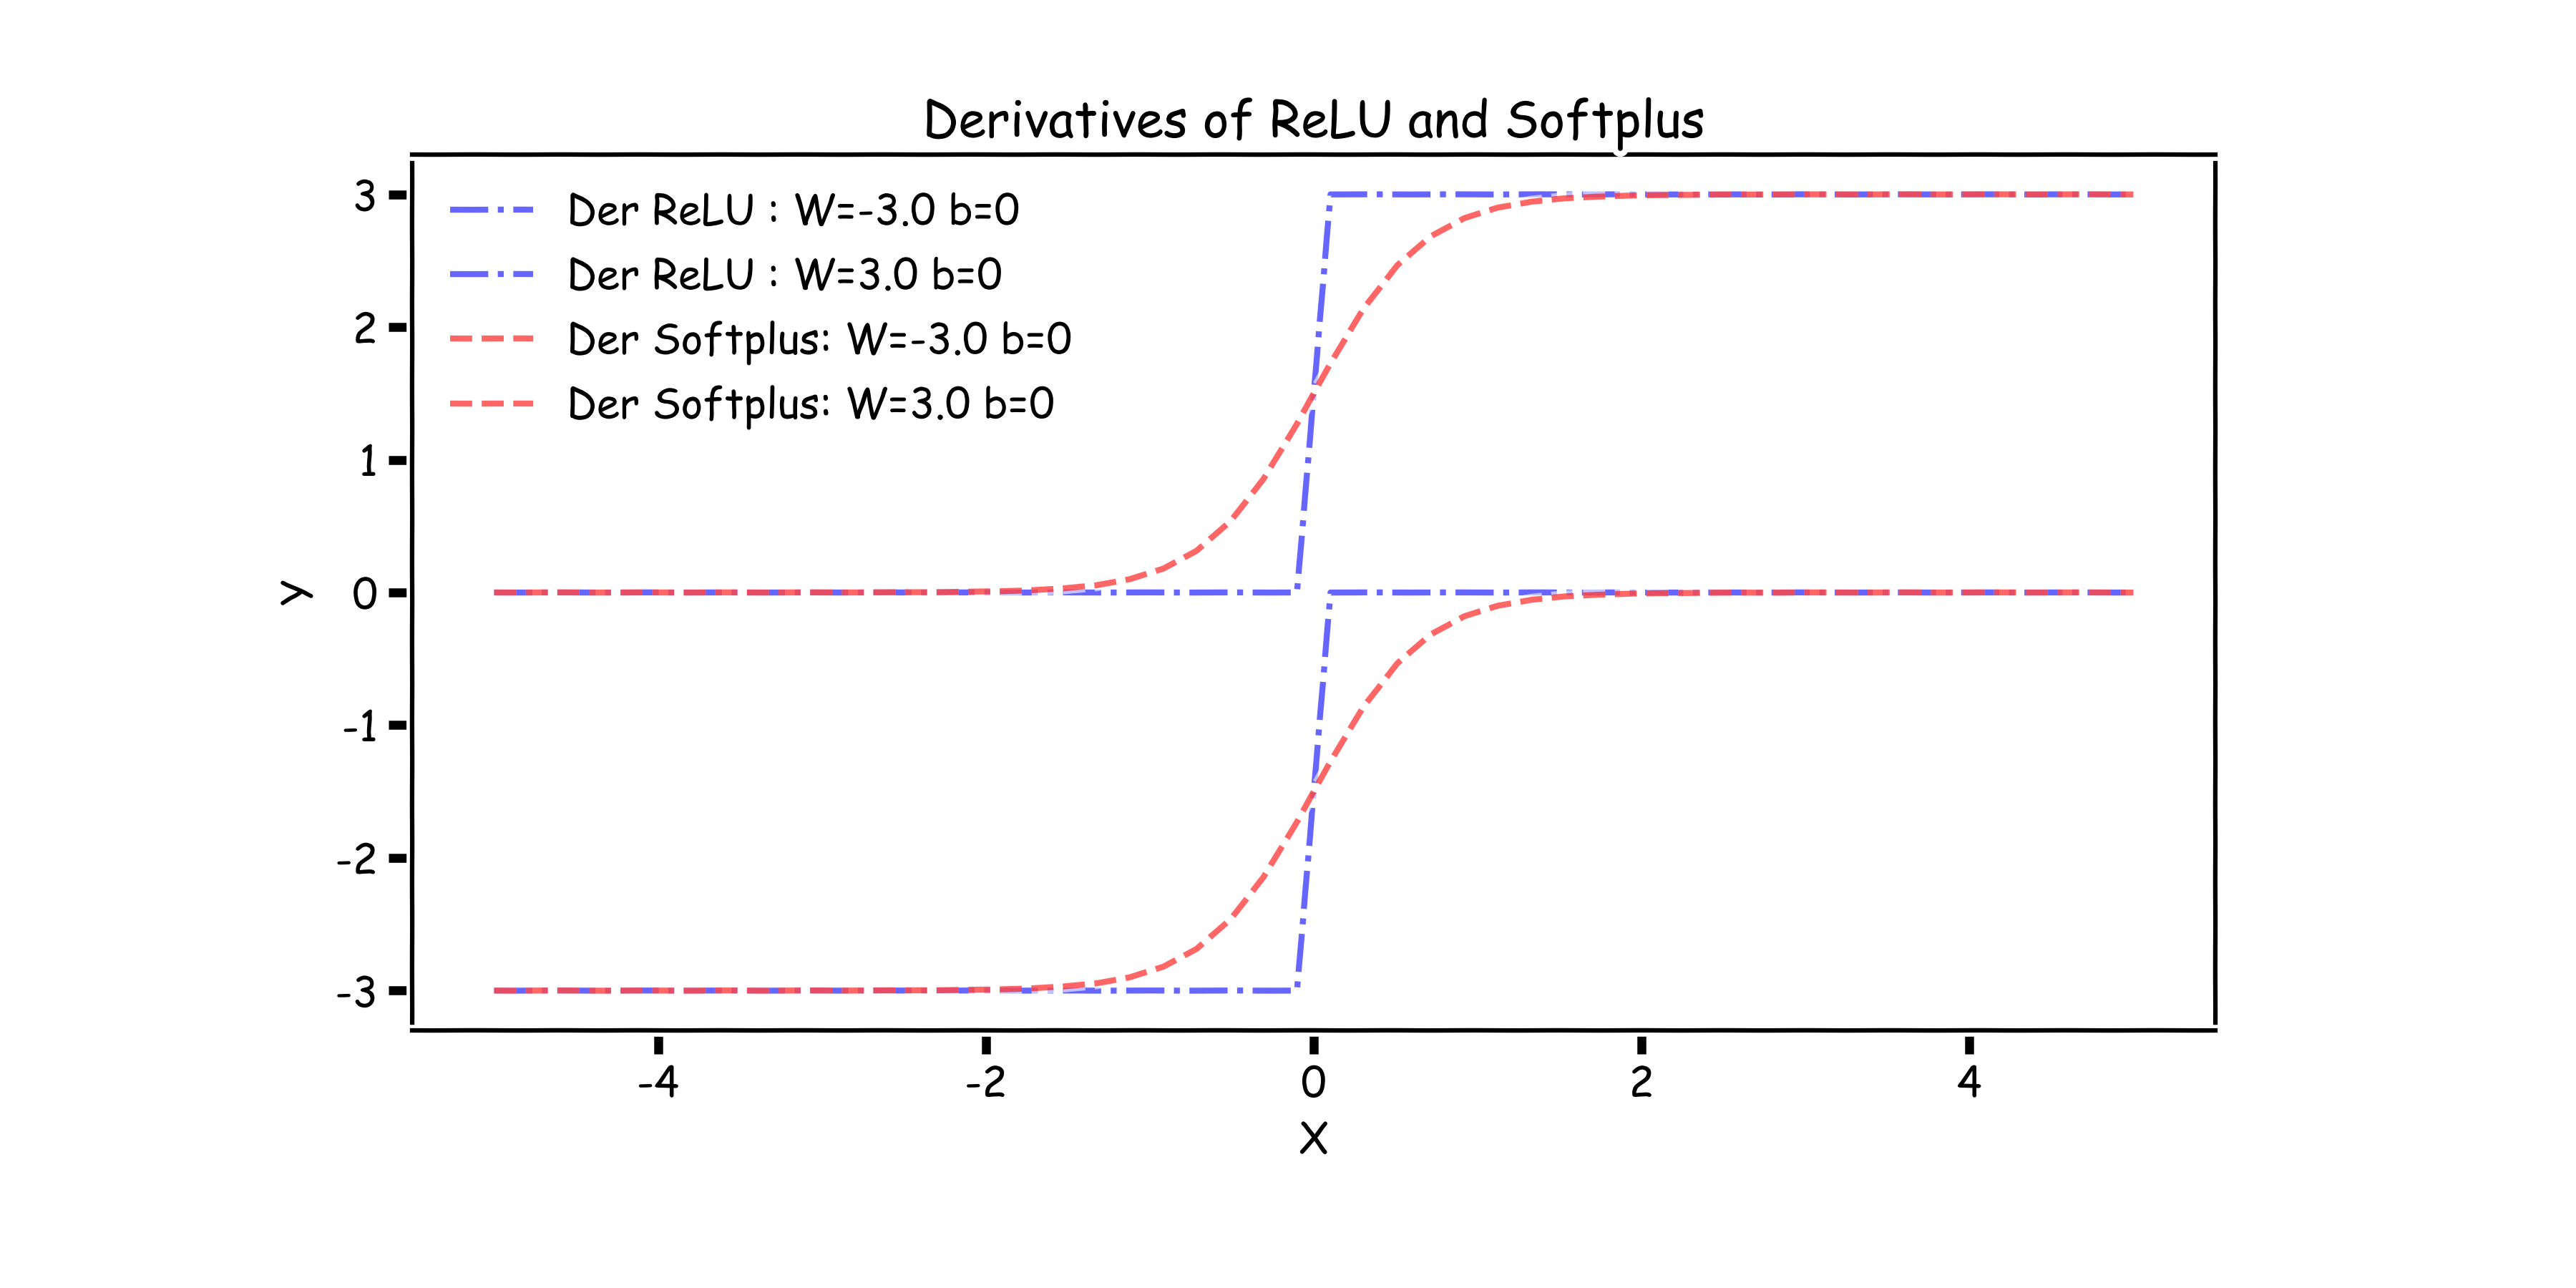 Derivatives of ReLU and Softplus
Der ReLU : W=-3.0 b=0
Der ReLU : W=3.0 b=0
Der Softplus: W=-3.0 b=0
Der Softplus: W=3.0 b=0
3
2
1
0
-1
-2
-3
y
-4
-2
0
2
4
X